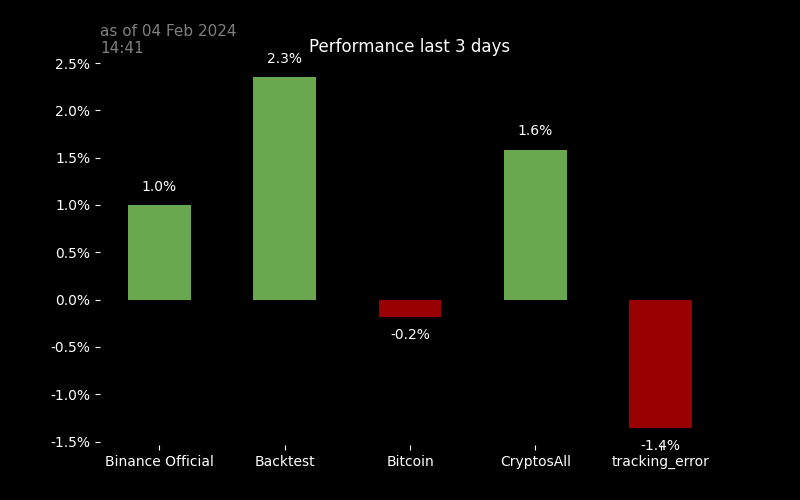 as of 04 Feb 2024
14:41
Performance last 3 days
2.5%
2.0%
1.5%
1.0%
0.5%
0.0%
-0.5%
-1.0%
-1.5%
1.0%
2.3%
-0.2%
1.6%
-1.4%
Binance Official
Backtest
Bitcoin
CryptosAll
tracking_error